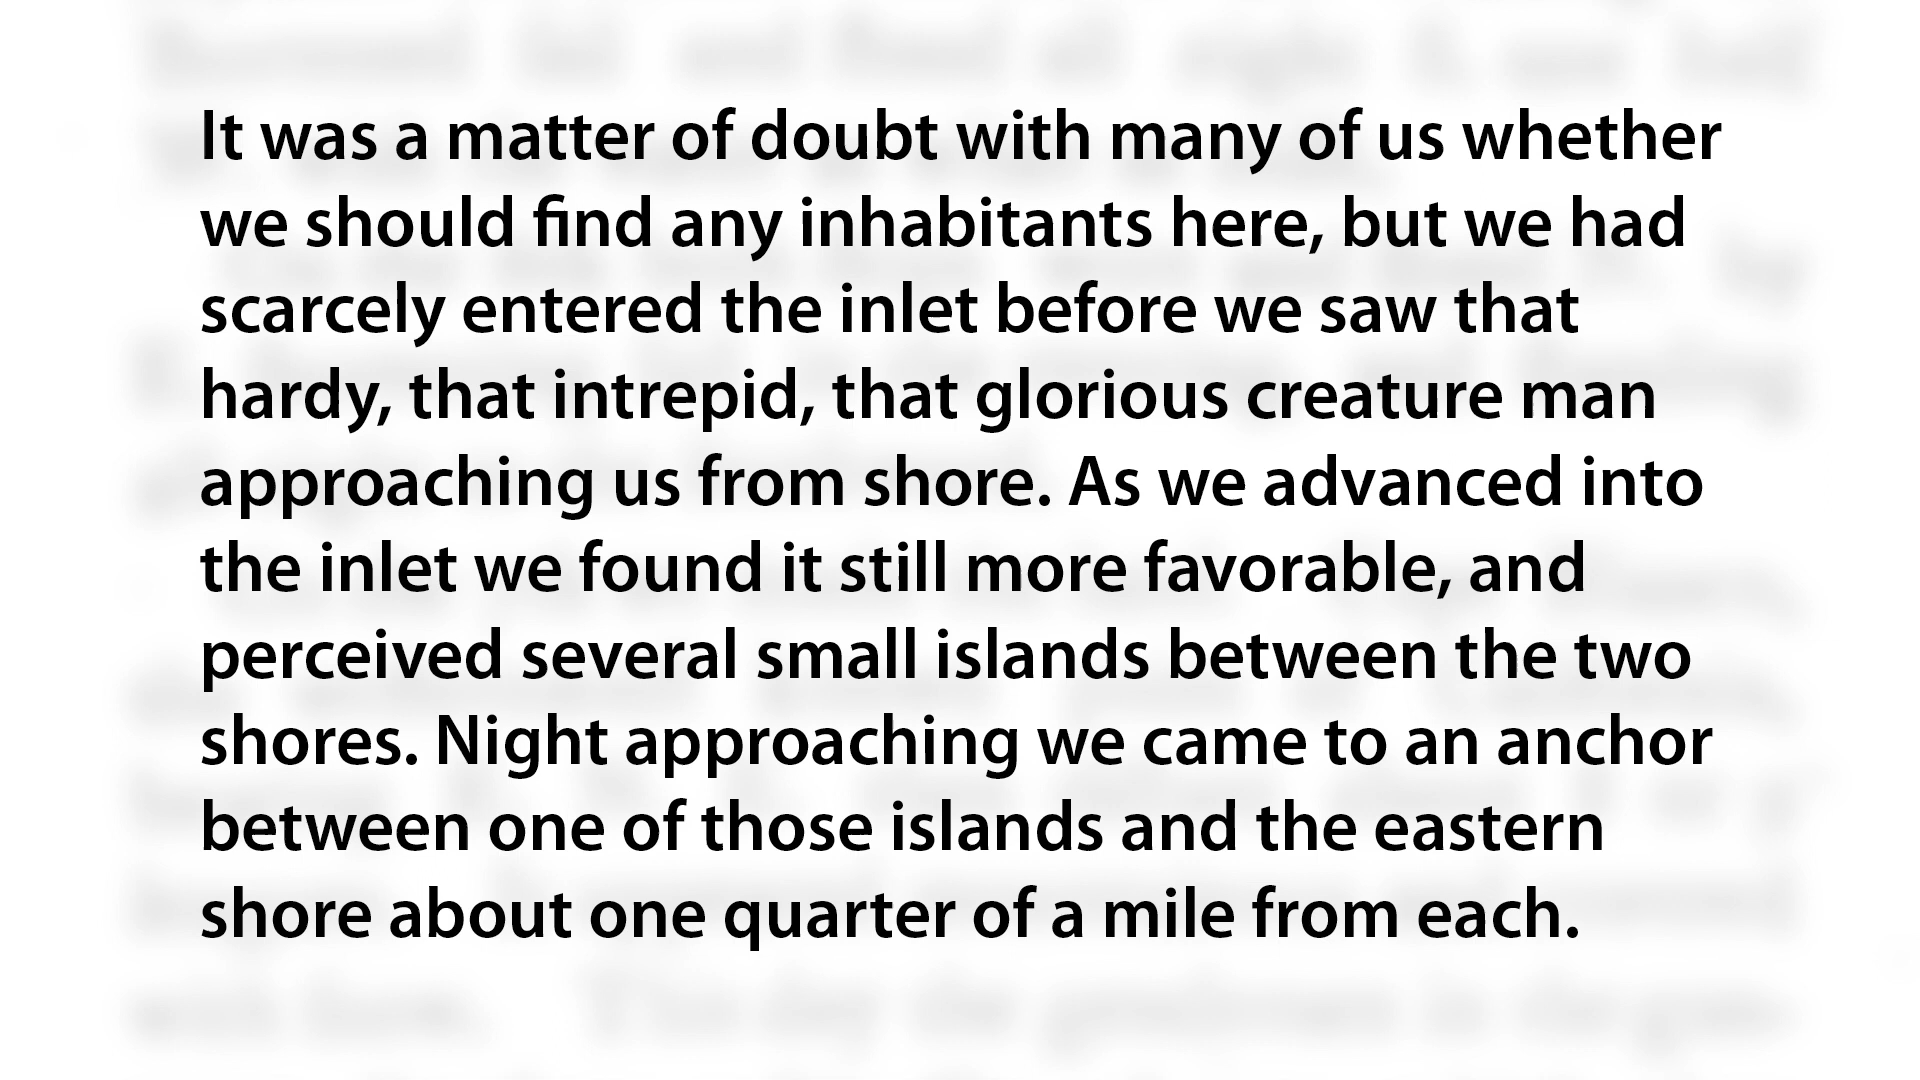 It was a matter of doubt with many of us whether
we should find any inhabitants here, but we had
scarcely entered the inlet before we saw that
hardy, that intrepid, that glorious creature man
approaching us from shore. As we advanced into
the inlet we found it still more favorable, and
perceived several small islands between the two
shores. Night approaching we came to an anchor
between one of those islands and the eastern
shore about one quarter of a mile from each.